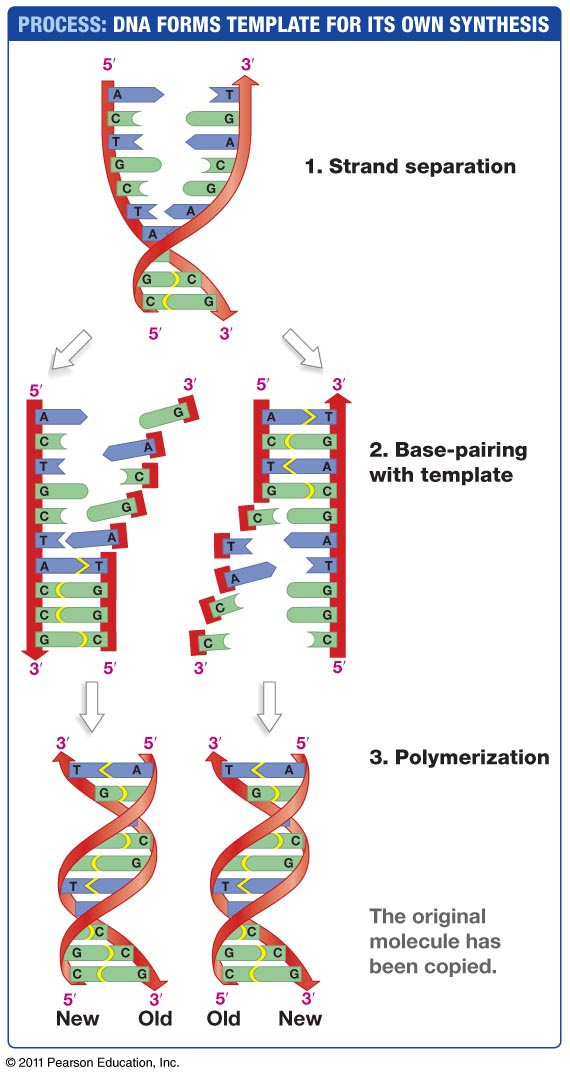 PROCESS: DNA FORMS TEMPLATE FOR ITS OWN SYNTHESIS
5′ 3′
A T
C G
T A
G C
C G
T A
A
G C
C G
5′ 3′
1. Strand separation
5′ 3′
A G
C A
T C
G G
C A
T T
A G
C G
C C
G
3′ 5′
5′ 3′
A T
C G
T A
G C
C G
T A
A T
C G
C G
C
3′ 5′
2. Base-pairing
with template
3′ 5′
T A
G
C
G
T
C
G C
C G
5′ 3′
New Old
3′ 5′
T A
G
C
G
T
C
G C
C G
5′ 3′
Old New
3. Polymerization
The original
molecule has
been copied.
© 2011 Pearson Education, Inc.